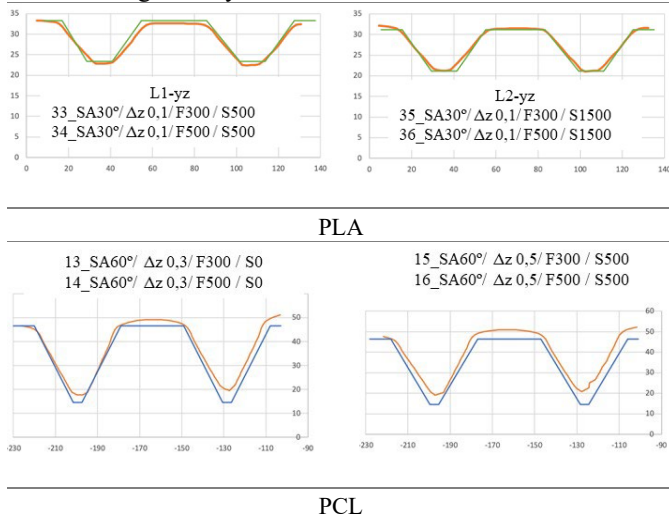 35
30
25
20
15
10
5
0
L1-yz
33_SA30º/ Δz 0,1/ F300 / S500
34_SA30º/ Δz 0,1/ F500 / S500
0 20 40 60 80 100 120 140
35
30
25
20
15
10
5
0
L2-yz
35_SA30º/ Δz 0,1/ F300 / S1500
36_SA30º/ Δz 0,1/ F500 / S1500
0 20 40 60 80 100 120 140
PLA
13_SA60º/ Δz 0,3/ F300 / S0
14_SA60º/ Δz 0,3/ F500 / S0
50
40
30
20
10
0
-230 -210 -190 -170 -150 -130 -110 -90
15_SA60º/ Δz 0,5/ F300 / S500
16_SA60º/ Δz 0,5/ F500 / S500
60
50
40
30
20
10
0
-230 -210 -190 -170 -150 -130 -110 -90
PCL